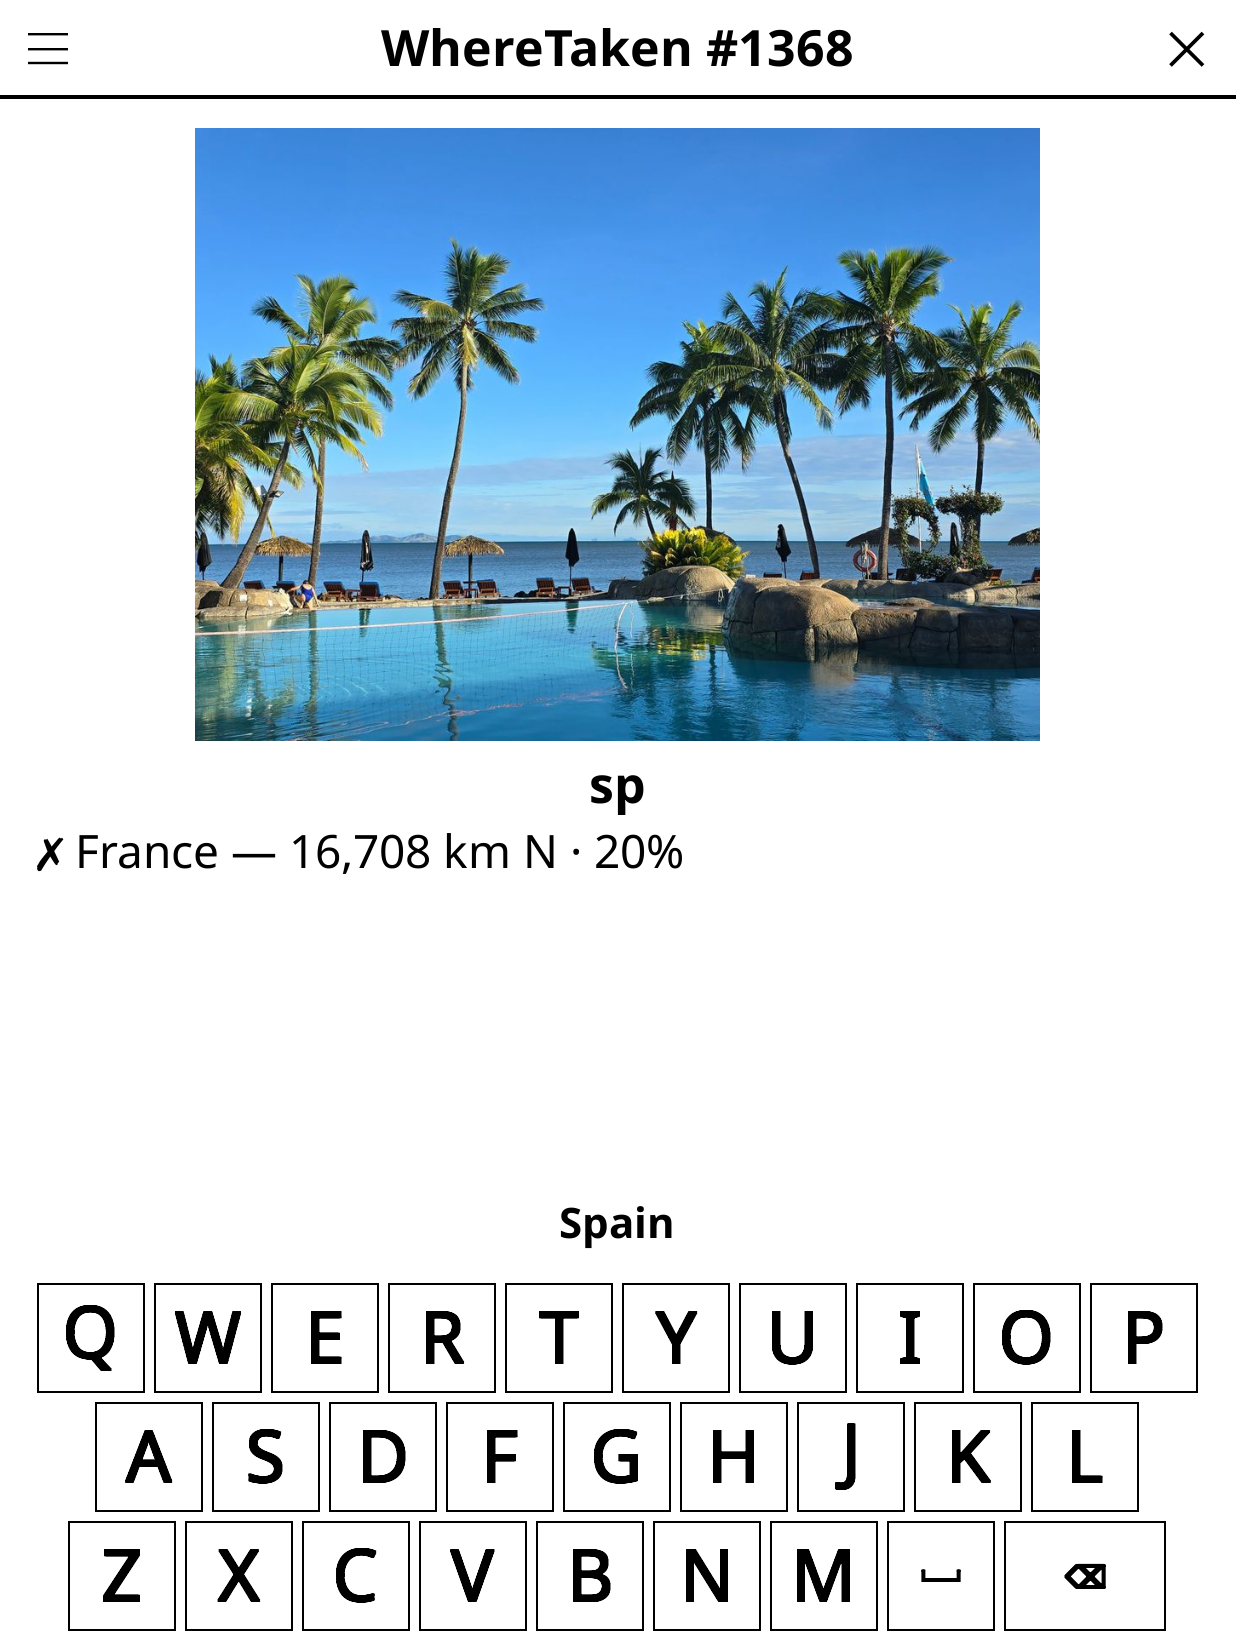 WhereTaken #1368
sp
✗ France — 16,708 km N · 20%
Spain
Q W E R T Y U I O P
A S D F G H J K L
Z X C V B N M ⎵ ⌫